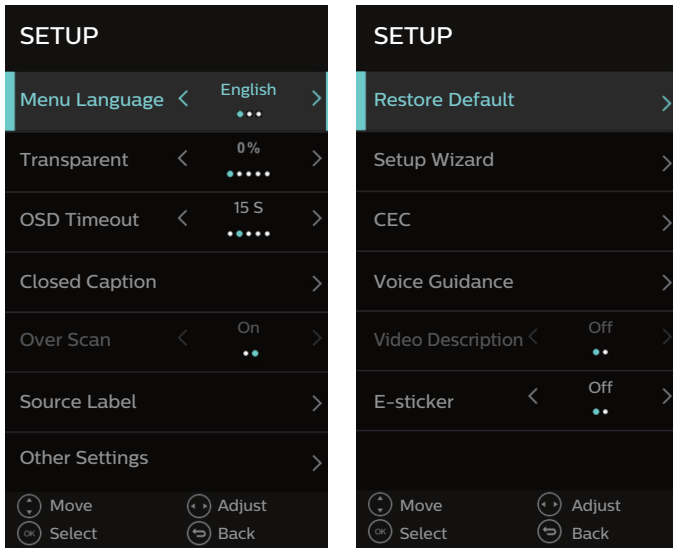 SETUP
Menu Language < English >
Transparent < 0% >
OSD Timeout < 15 S >
Closed Caption >
Over Scan < On >
Source Label >
Other Settings >
Move Adjust
OK Select Back
SETUP
Restore Default >
Setup Wizard >
CEC >
Voice Guidance >
Video Description < Off >
E-sticker < Off >
Move Adjust
OK Select Back